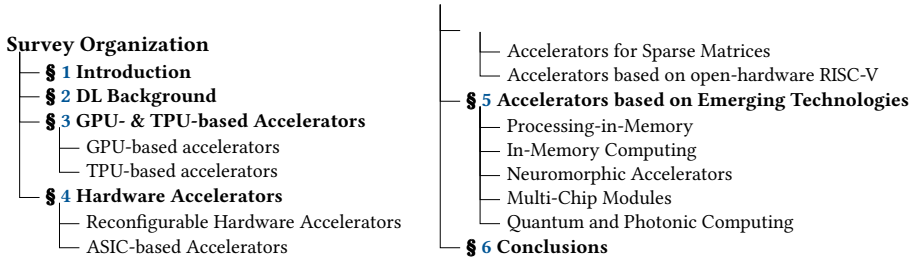 Survey Organization
§ 1 Introduction
§ 2 DL Background
§ 3 GPU- & TPU-based Accelerators
GPU-based accelerators
TPU-based accelerators
§ 4 Hardware Accelerators
Reconfigurable Hardware Accelerators
ASIC-based Accelerators
Accelerators for Sparse Matrices
Accelerators based on open-hardware RISC-V
§ 5 Accelerators based on Emerging Technologies
Processing-in-Memory
In-Memory Computing
Neuromorphic Accelerators
Multi-Chip Modules
Quantum and Photonic Computing
§ 6 Conclusions